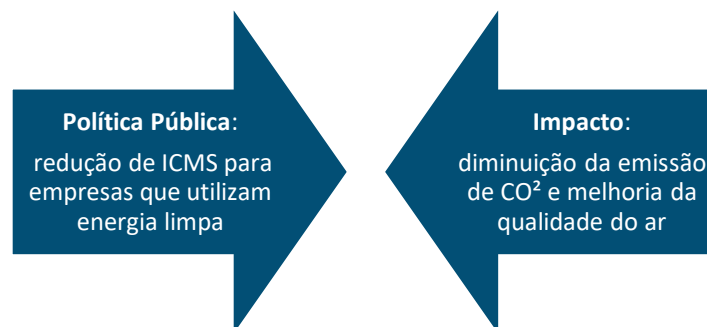 Política Pública:
redução de ICMS para
empresas que utilizam
energia limpa
Impacto:
diminuição da emissão
de CO² e melhoria da
qualidade do ar